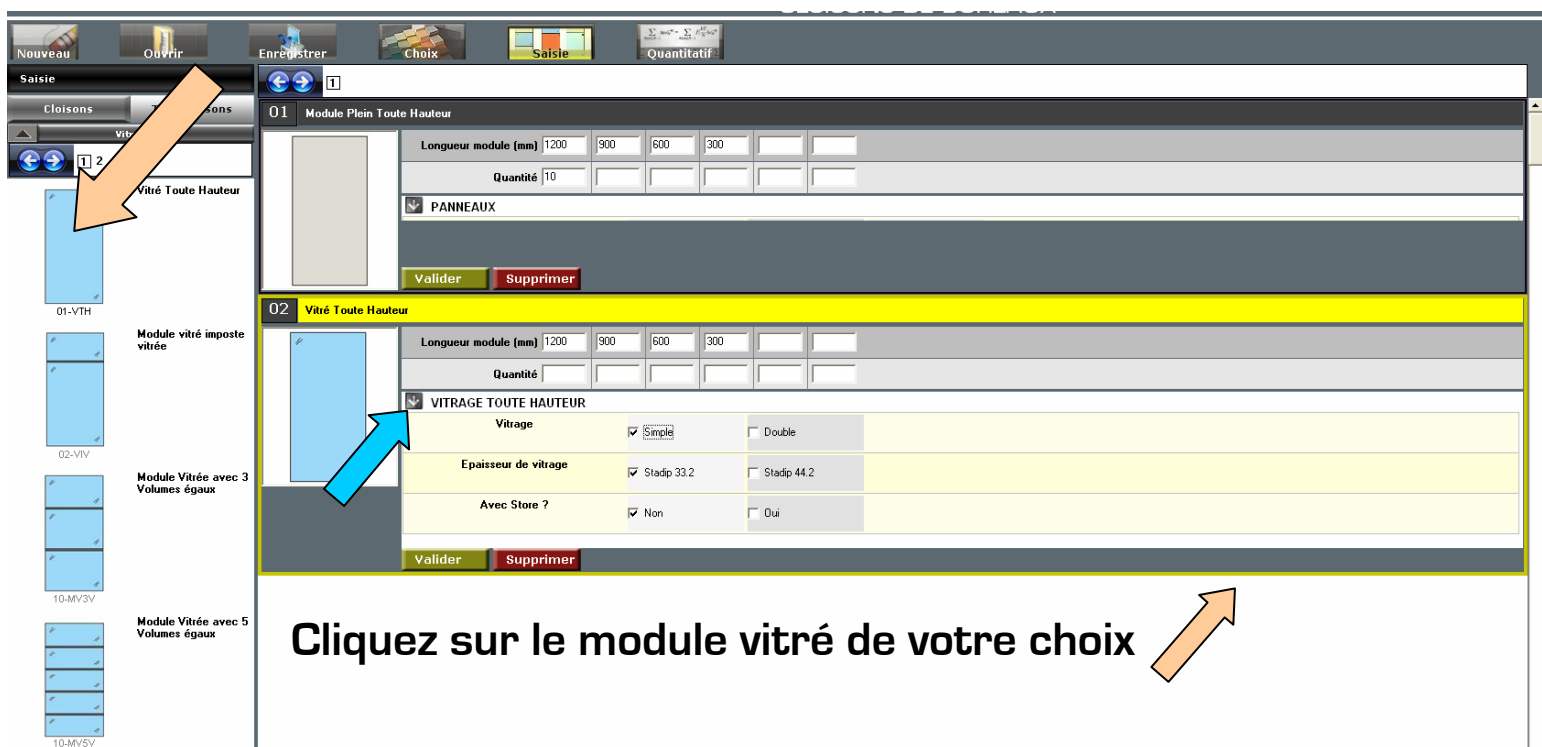 Nouveau Ouvrir Enregistrer Choix Saisie Quantitatif
Saisie
Cloisons
1 2
Vitré Toute Hauteur
01-VTH
Module vitré imposte
vitrée
02-VIV
Module Vitrée avec 3
Volumes égaux
10-MV3V
Module Vitrée avec 5
Volumes égaux
10-MV5V
1
01 Module Plein Toute Hauteur
Longueur module (mm) 1200 900 600 300
Quantité 10
PANNEAUX
Valider Supprimer
02 Vitré Toute Hauteur
Longueur module (mm) 1200 900 600 300
Quantité
VITRAGE TOUTE HAUTEUR
Vitrage Simple Double
Epaisseur de vitrage Stadip 33.2 Stadip 44.2
Avec Store ? Non Oui
Valider Supprimer
Cliquez sur le module vitré de votre choix